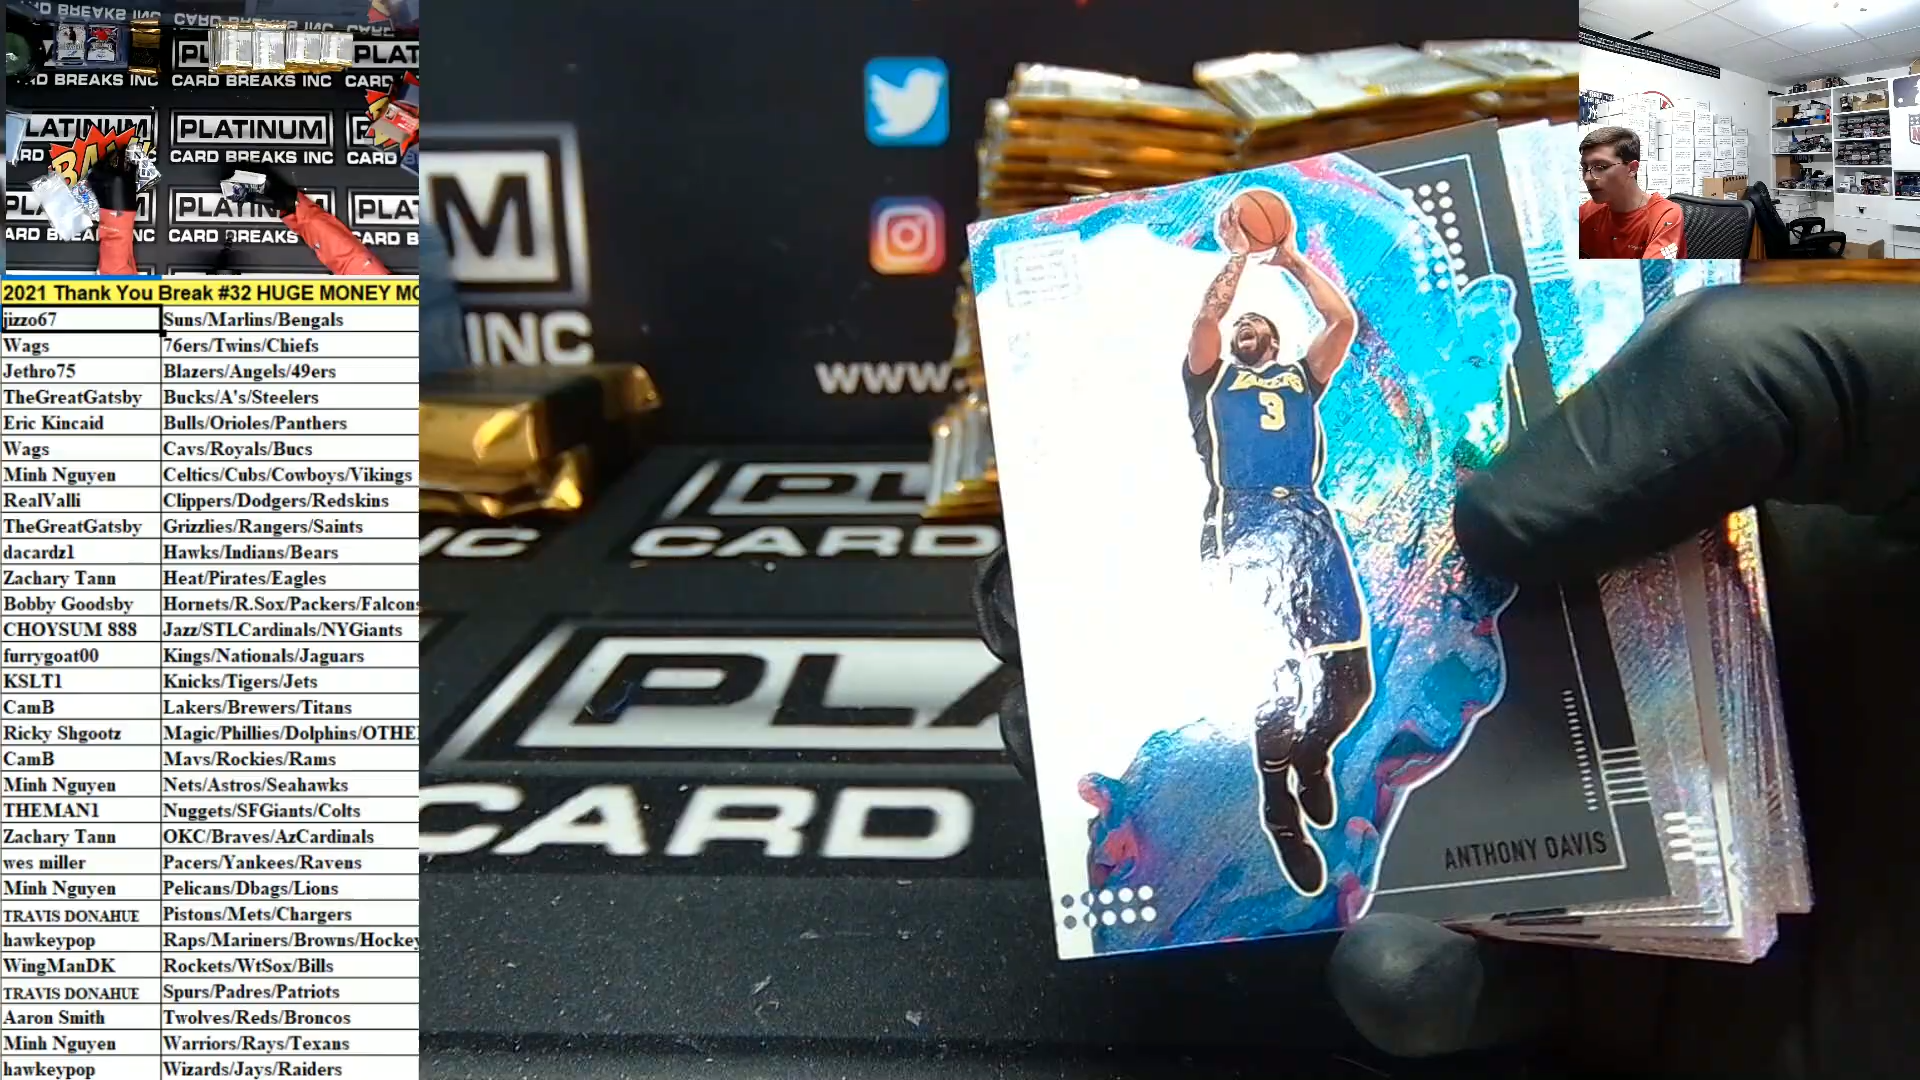 CARD BREAKS INC
PLATINUM
CARD BREAKS INC
PLATINUM
CARD BREAKS
INC
www.
CARD
PLA
CARD
LAKERS
3
ANTHONY DAVIS
2021 Thank You Break #32 HUGE MONEY MO
jizzo67 Suns/Marlins/Bengals
Wags 76ers/Twins/Chiefs
Jethro75 Blazers/Angels/49ers
TheGreatGatsby Bucks/A's/Steelers
Eric Kincaid Bulls/Orioles/Panthers
Wags Cavs/Royals/Bucs
Minh Nguyen Celtics/Cubs/Cowboys/Vikings
RealValli Clippers/Dodgers/Redskins
TheGreatGatsby Grizzlies/Rangers/Saints
dacardz1 Hawks/Indians/Bears
Zachary Tann Heat/Pirates/Eagles
Bobby Goodsby Hornets/R.Sox/Packers/Falcons
CHOYSUM 888 Jazz/STLCardinals/NYGiants
furrygoat00 Kings/Nationals/Jaguars
KSLT1 Knicks/Tigers/Jets
CamB Lakers/Brewers/Titans
Ricky Shgootz Magic/Phillies/Dolphins/OTHE
CamB Mavs/Rockies/Rams
Minh Nguyen Nets/Astros/Seahawks
THEMAN1 Nuggets/SFGiants/Colts
Zachary Tann OKC/Braves/AzCardinals
wes miller Pacers/Yankees/Ravens
Minh Nguyen Pelicans/Dbags/Lions
TRAVIS DONAHUE Pistons/Mets/Chargers
hawkeypop Raps/Mariners/Browns/Hockey
WingManDK Rockets/WtSox/Bills
TRAVIS DONAHUE Spurs/Padres/Patriots
Aaron Smith Twolves/Reds/Broncos
Minh Nguyen Warriors/Rays/Texans
hawkeypop Wizards/Jays/Raiders